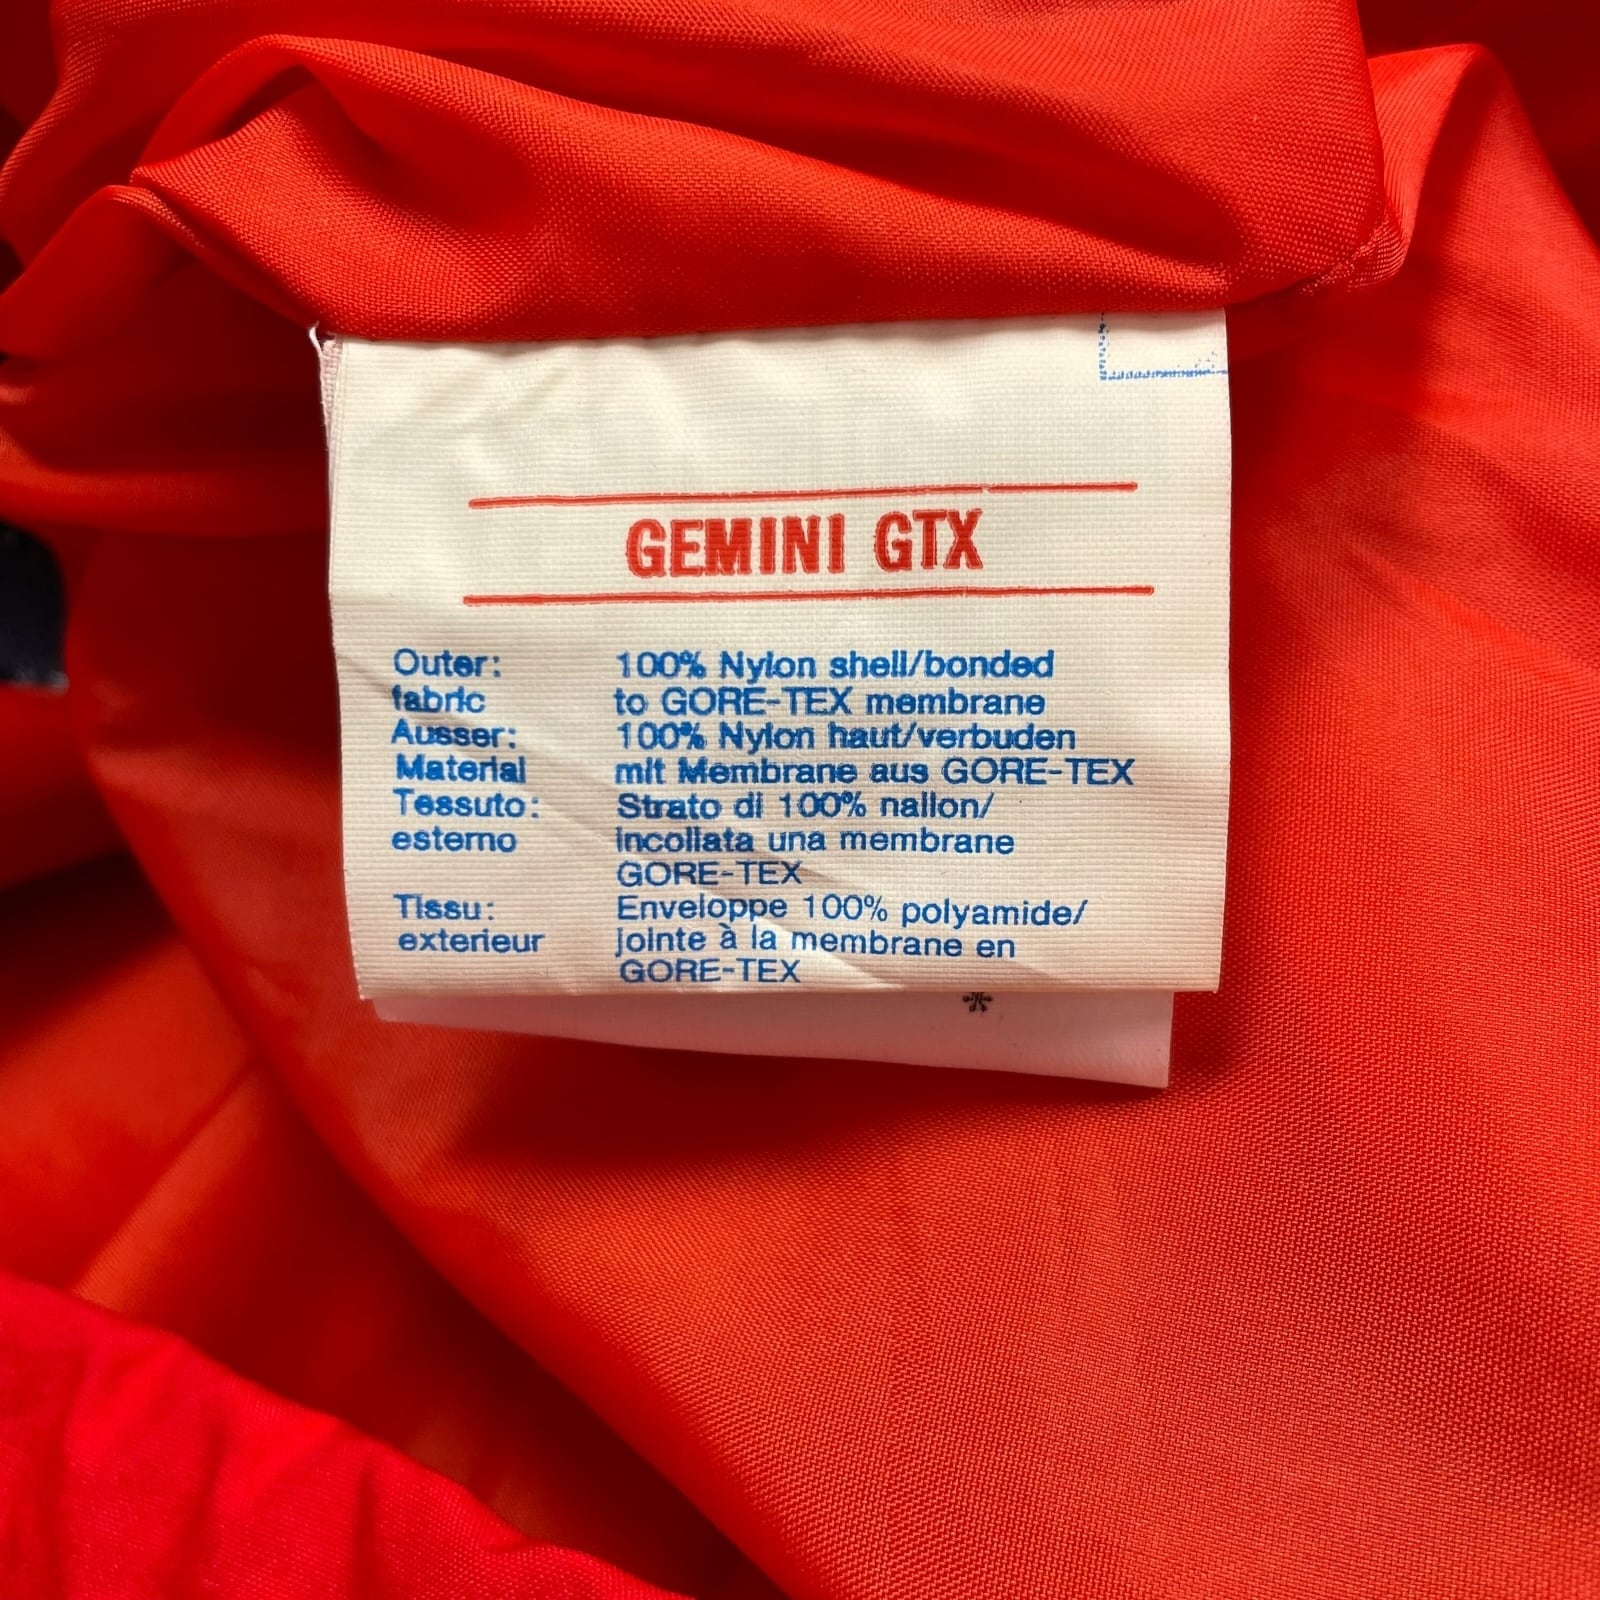 GEMINI GTX
Outer: 100% Nylon shell/bonded
fabric to GORE-TEX membrane
Ausser: 100% Nylon haut/verbuden
Material mit Membrane aus GORE-TEX
Tessuto: Strato di 100% nallon/
esterno incollata una membrane
GORE-TEX
Tissu: Enveloppe 100% polyamide/
exterieur jointe à la membrane en
GORE-TEX
*